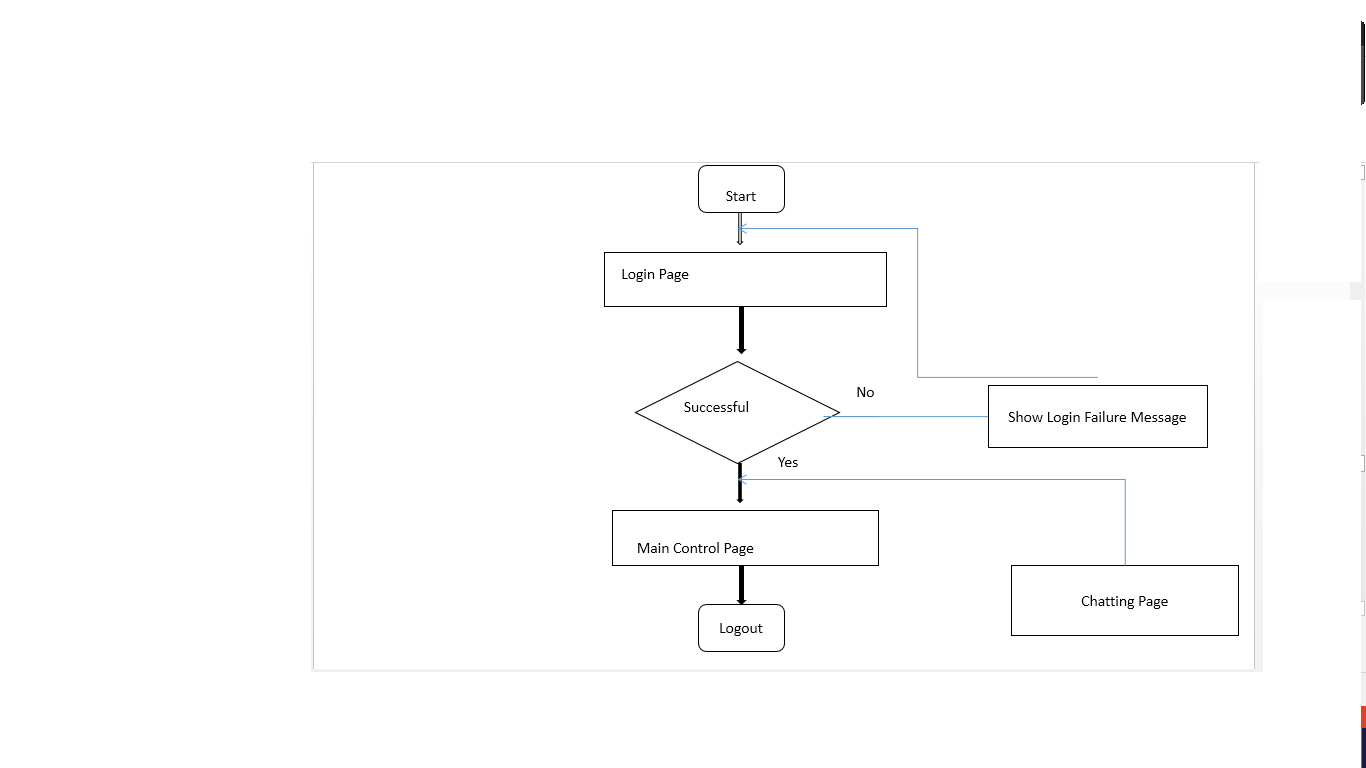 Start
Login Page
Successful
No
Show Login Failure Message
Yes
Main Control Page
Chatting Page
Logout